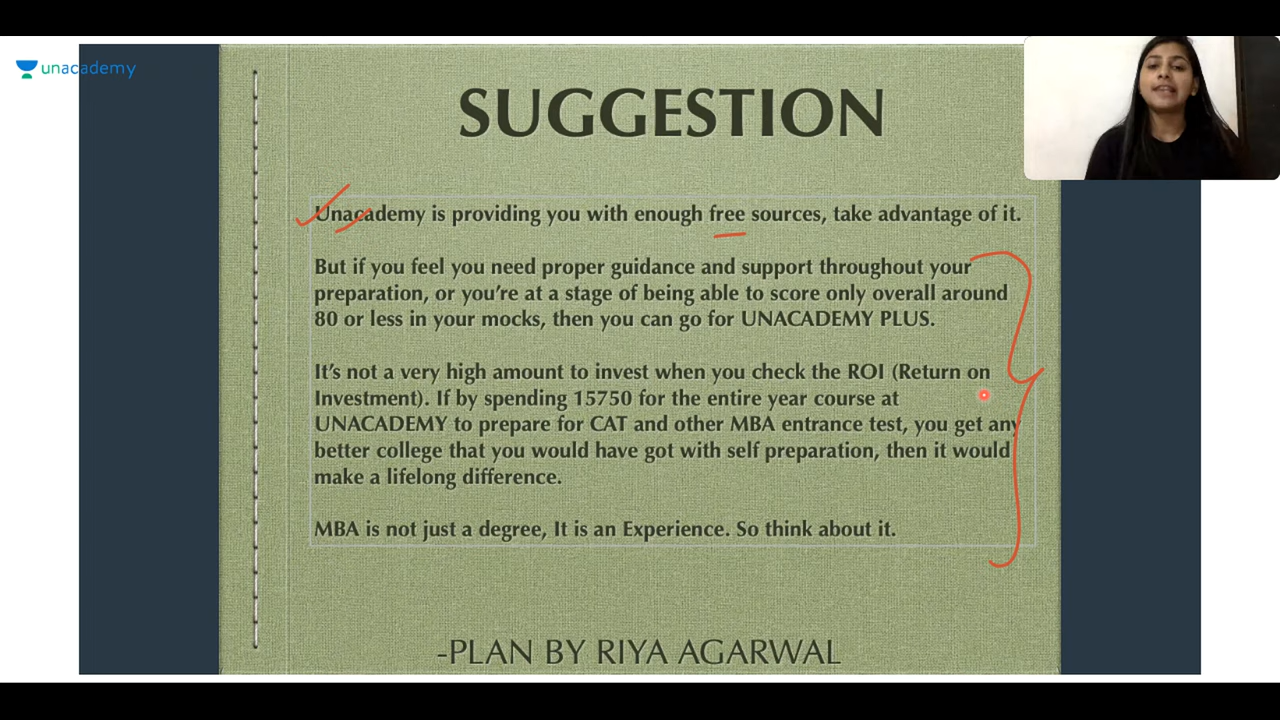 unacademy
SUGGESTION
Unacademy is providing you with enough free sources, take advantage of it.
But if you feel you need proper guidance and support throughout your
preparation, or you're at a stage of being able to score only overall around
80 or less in your mocks, then you can go for UNACADEMY PLUS.
It's not a very high amount to invest when you check the ROI (Return on
Investment). If by spending 15750 for the entire year course at
UNACADEMY to prepare for CAT and other MBA entrance test, you get any
better college that you would have got with self preparation, then it would
make a lifelong difference.
MBA is not just a degree, It is an Experience. So think about it.
-PLAN BY RIYA AGARWAL